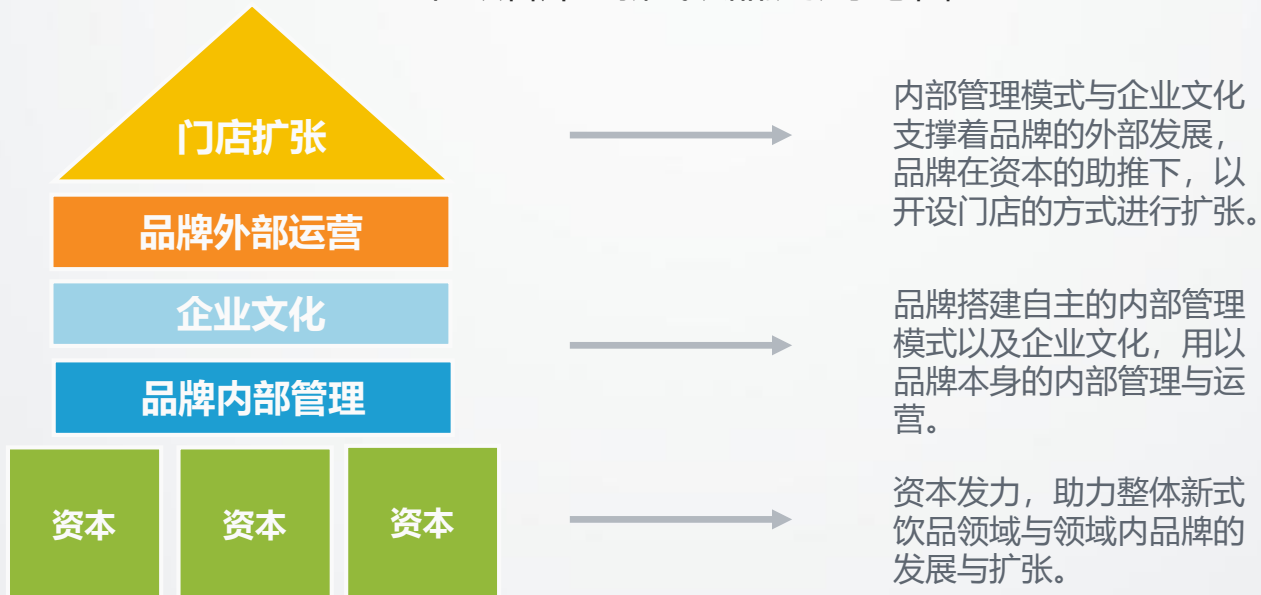 门店扩张
品牌外部运营
企业文化
品牌内部管理
资本
资本
资本
内部管理模式与企业文化
支撑着品牌的外部发展，
品牌在资本的助推下，以
开设门店的方式进行扩张。
品牌搭建自主的内部管理
模式以及企业文化，用以
品牌本身的内部管理与运
营。
资本发力，助力整体新式
饮品领域与领域内品牌的
发展与扩张。